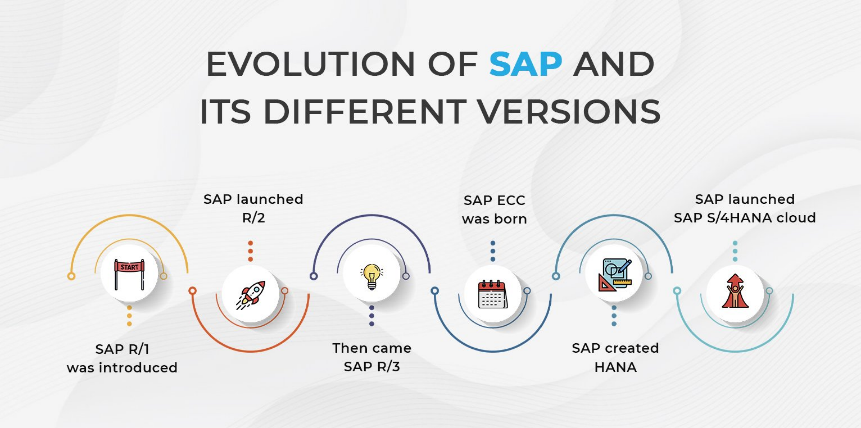 EVOLUTION OF SAP AND
ITS DIFFERENT VERSIONS
START
SAP R/1
was introduced
SAP launched
R/2
Then came
SAP R/3
SAP ECC
was born
SAP created
HANA
SAP launched
SAP S/4HANA cloud